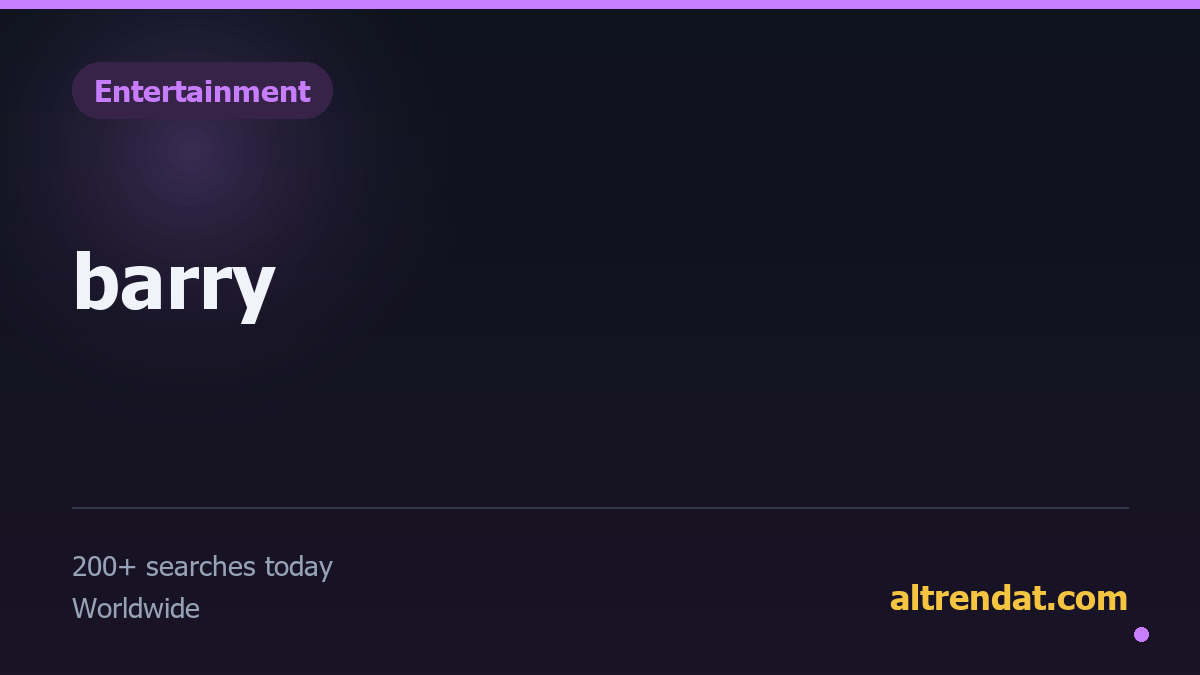 Entertainment
barry
200+ searches today
Worldwide
altrendat.com